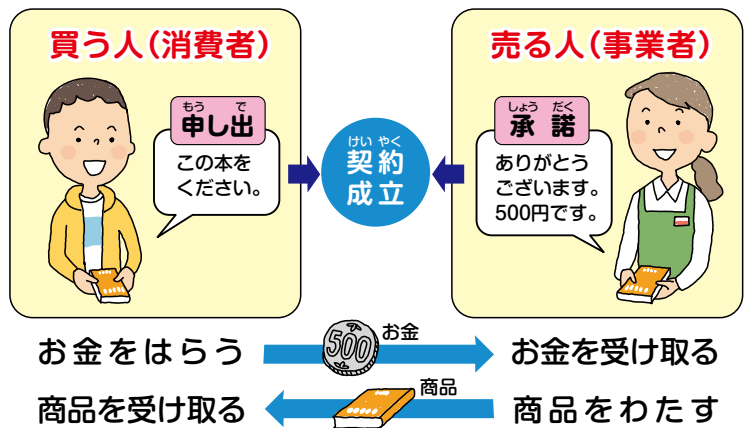 買う人(消費者)
売る人(事業者)
もう で
申し出
この本を
ください。
けい やく
契約
成立
しょう だく
承諾
ありがとう
ございます。
500円です。
お金をはらう
500
お金
お金を受け取る
商品を受け取る
商品
商品をわたす